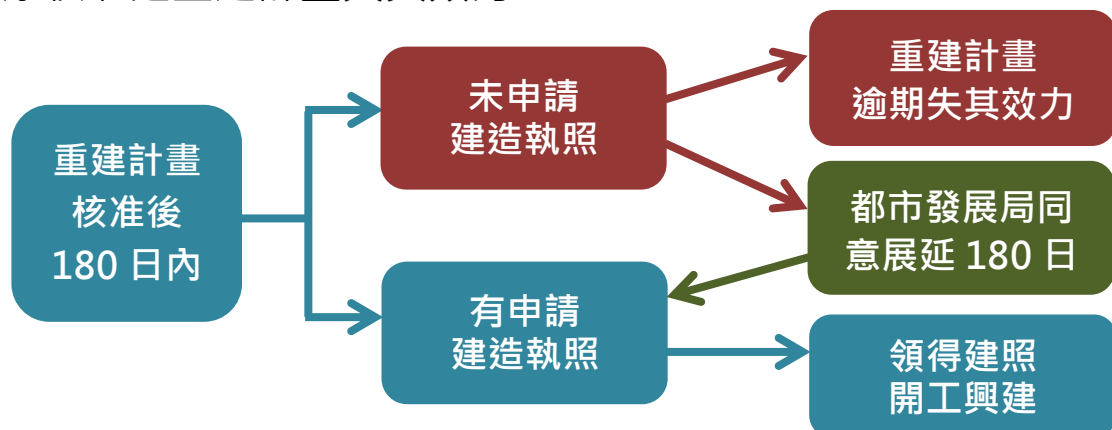 重建計畫
核准後
180 日內
未申請
建造執照
有申請
建造執照
重建計畫
逾期失其效力
都市發展局同
意展延 180 日
領得建照
開工興建